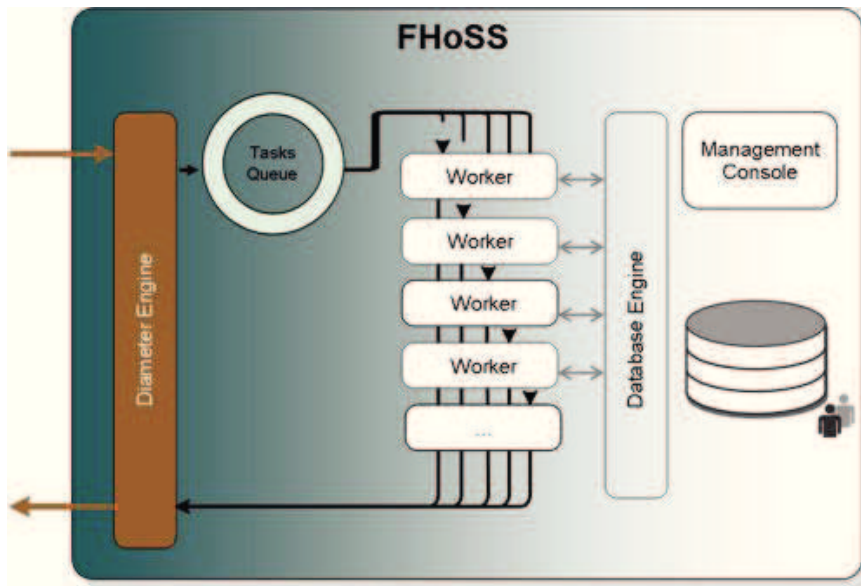 FHoSS
Diameter Engine
Tasks
Queue
Worker
Worker
Worker
Worker
...
Database Engine
Management
Console